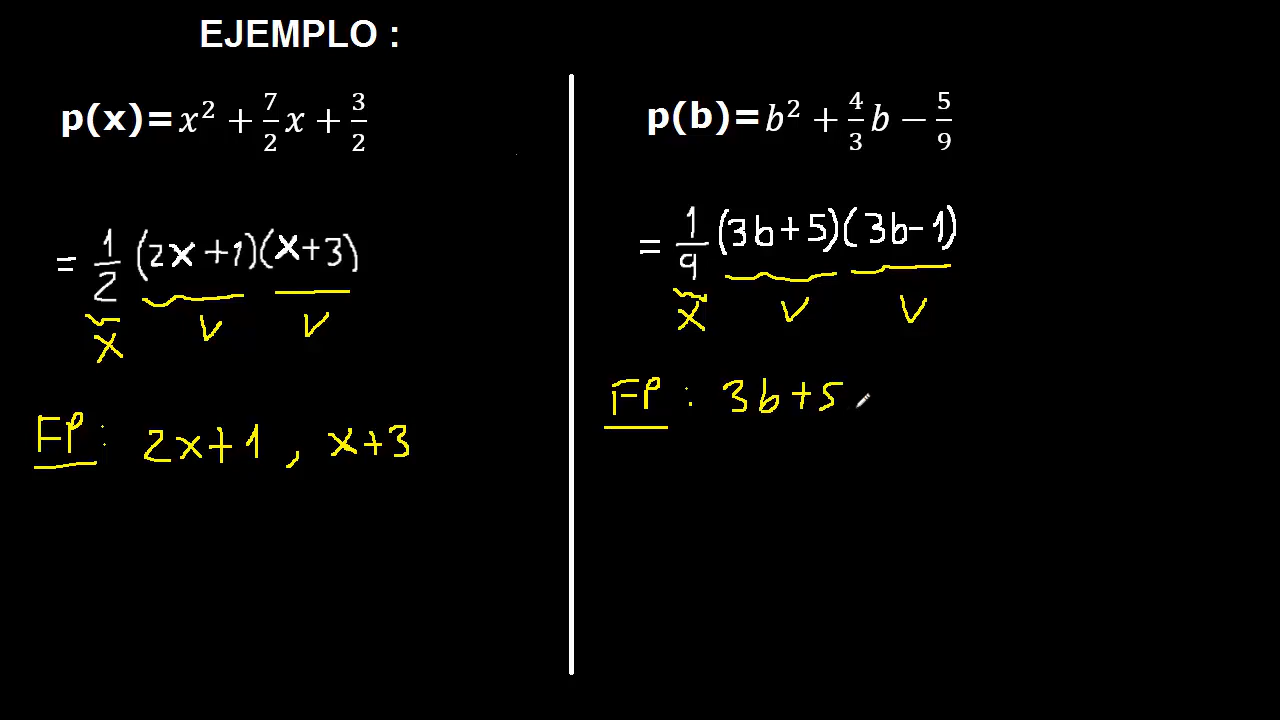 EJEMPLO :
p(x)=x² + 7/2 x + 3/2
= 1/2 (2x+1)(x+3)
x v v
FP: 2x+1 , x+3
p(b)=b² + 4/3 b − 5/9
= 1/9 (3b+5)(3b-1)
x v v
FP: 3b+5